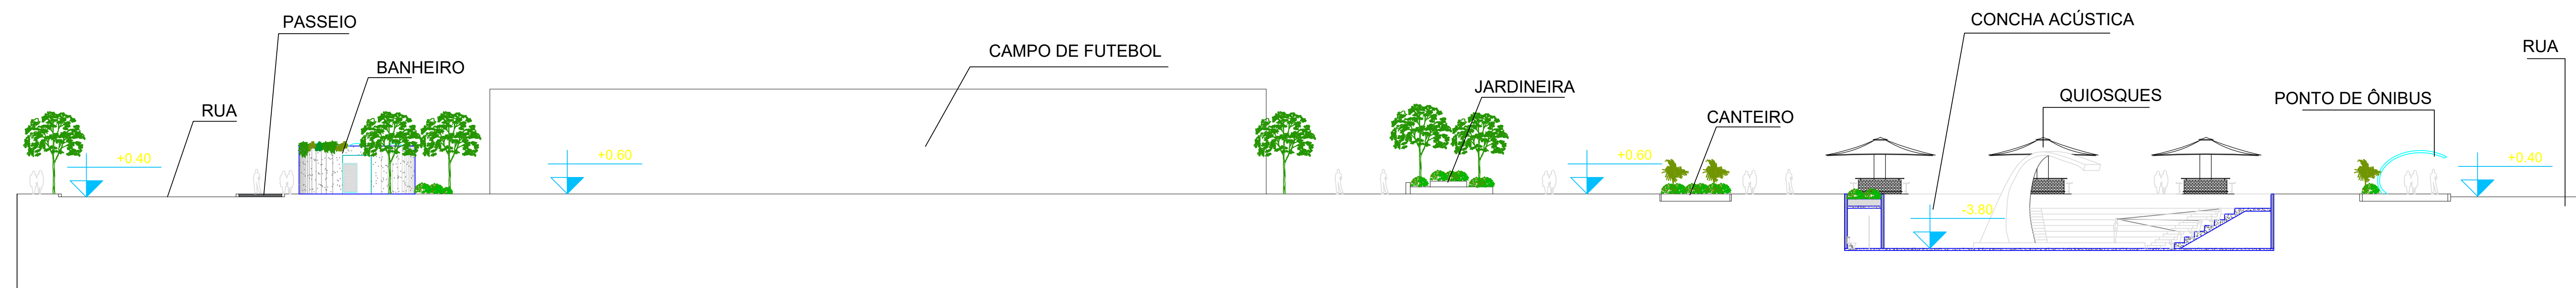 PASSEIO
BANHEIRO
RUA
CAMPO DE FUTEBOL
JARDINEIRA
CANTEIRO
CONCHA ACÚSTICA
QUIOSQUES
PONTO DE ÔNIBUS
RUA
+0.40
+0.60
+0.60
-3.80
+0.40